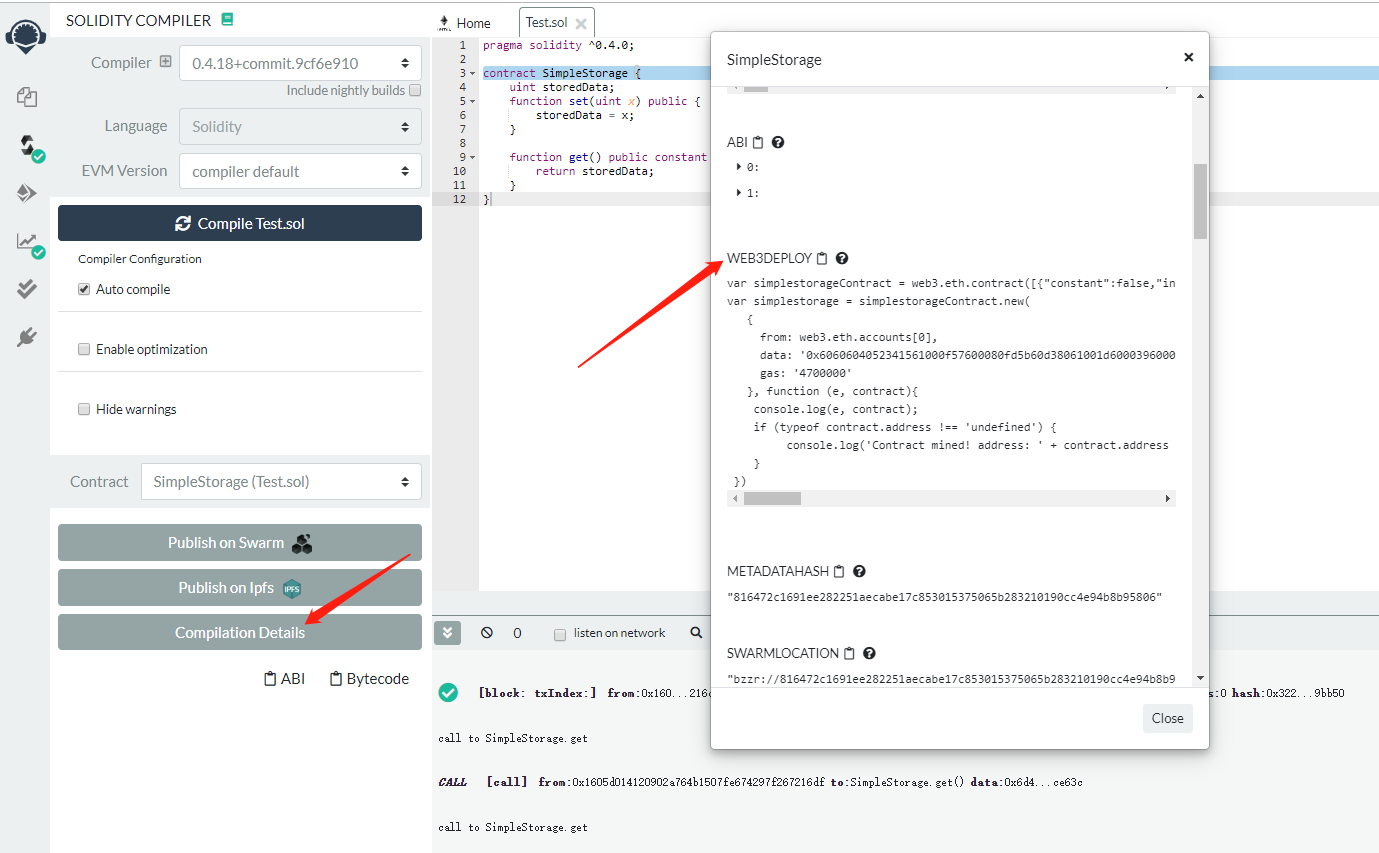 SOLIDITY COMPILER
Compiler
0.4.18+commit.9cf6e910
Include nightly builds
Language
Solidity
EVM Version
compiler default
Compile Test.sol
Compiler Configuration
Auto compile
Enable optimization
Hide warnings
Contract
SimpleStorage (Test.sol)
Publish on Swarm
Publish on Ipfs
IPFS
Compilation Details
ABI
Bytecode
Home
Test.sol
1 pragma solidity ^0.4.0;
2
3 contract SimpleStorage {
4 uint storedData;
5 function set(uint x) public {
6 storedData = x;
7 }
8
9 function get() public constant
10 return storedData;
11 }
12 }
0
listen on network
[block: txIndex:] from:0x160...216
s:0 hash:0x322...9bb50
call to SimpleStorage.get
CALL [call] from:0x1605d014120902a764b1507fe674297f267216df to:SimpleStorage.get() data:0x6d4...ce63c
call to SimpleStorage.get
SimpleStorage
ABI
0:
1:
WEB3DEPLOY
var simplestorageContract = web3.eth.contract([{"constant":false,"in
var simplestorage = simplestorageContract.new(
{
from: web3.eth.accounts[0],
data: '0x6060604052341561000f57600080fd5b60d38061001d6000396000
gas: '4700000'
}, function (e, contract){
console.log(e, contract);
if (typeof contract.address !== 'undefined') {
console.log('Contract mined! address: ' + contract.address
}
})
METADATAHASH
"816472c1691ee282251aecabe17c853015375065b283210190cc4e94b8b95806"
SWARMLOCATION
"bzzr://816472c1691ee282251aecabe17c853015375065b283210190cc4e94b8b9
Close